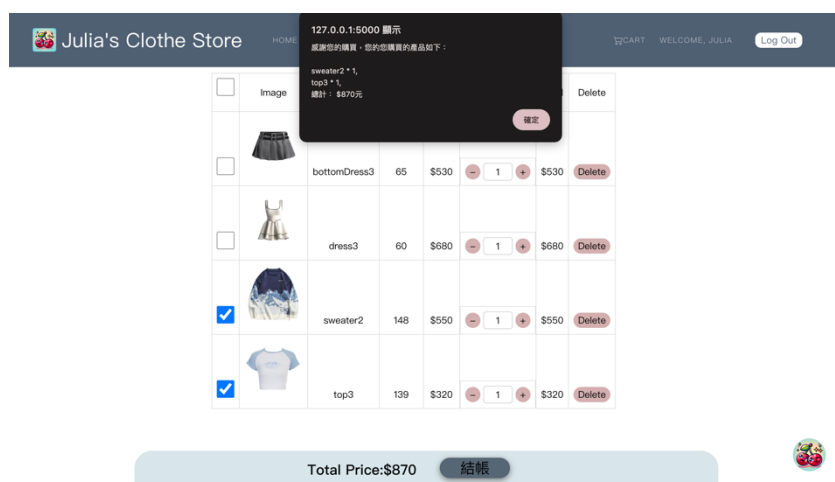 Julia's Clothe Store
HOME
CART
WELCOME, JULIA
Log Out
127.0.0.1:5000 顯示
感謝您的購買，您的您購買的產品如下：
sweater2 * 1,
top3 * 1,
總計： $870元
確定
Image
Delete
bottomDress3 65 $530 − 1 + $530 Delete
dress3 60 $680 − 1 + $680 Delete
sweater2 148 $550 − 1 + $550 Delete
top3 139 $320 − 1 + $320 Delete
Total Price:$870 結帳